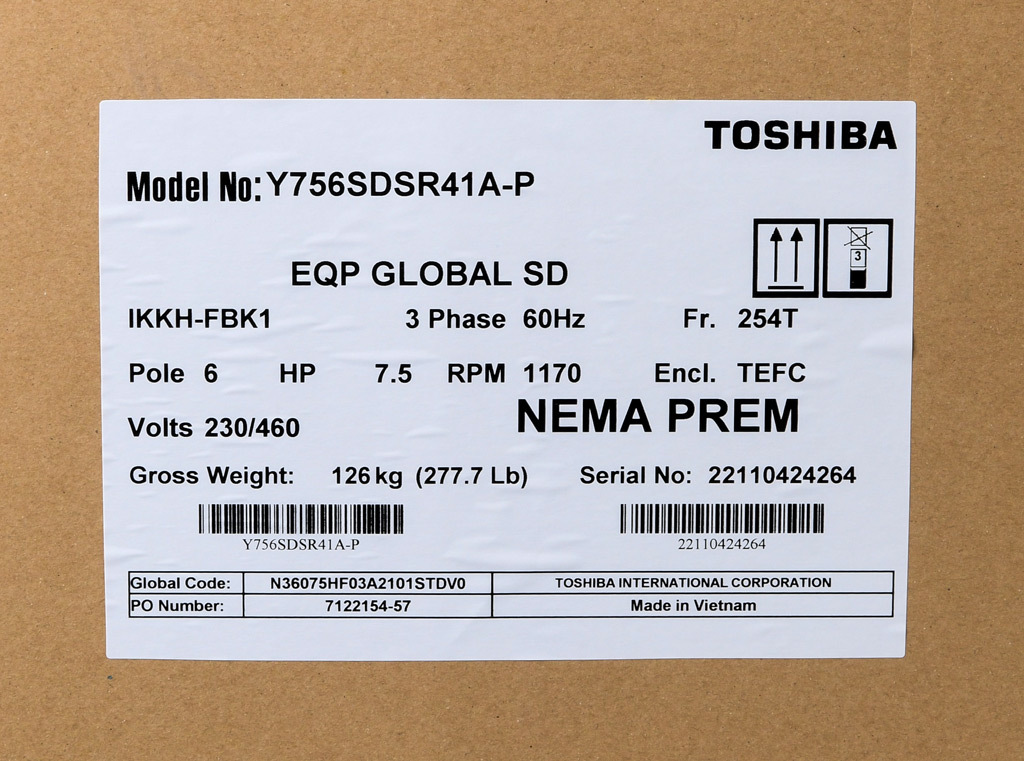 TOSHIBA
Model No: Y756SDSR41A-P
EQP GLOBAL SD
3
IKKH-FBK1 3 Phase 60Hz Fr. 254T
Pole 6 HP 7.5 RPM 1170 Encl. TEFC
Volts 230/460 NEMA PREM
Gross Weight: 126 kg (277.7 Lb) Serial No: 22110424264
Y756SDSR41A-P 22110424264
Global Code: N36075HF03A2101STDV0 TOSHIBA INTERNATIONAL CORPORATION
PO Number: 7122154-57 Made in Vietnam